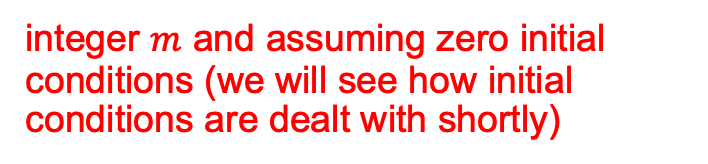 integer m and assuming zero initial
conditions (we will see how initial
conditions are dealt with shortly)